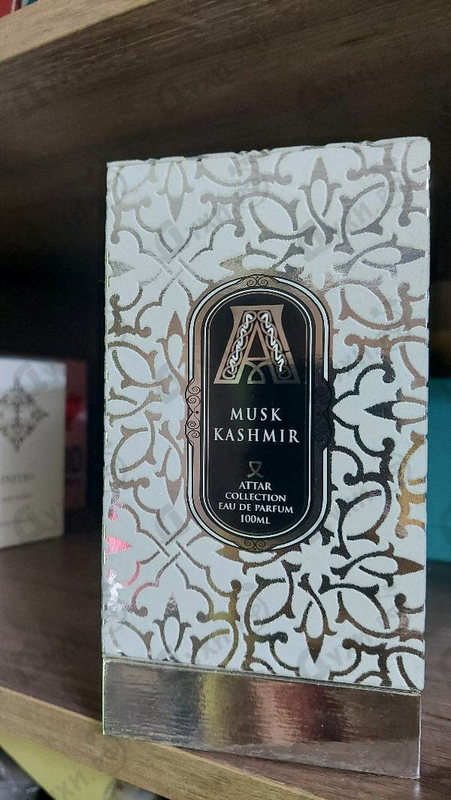 A
MUSK
KASHMIR
ATTAR
COLLECTION
EAU DE PARFUM
100ML